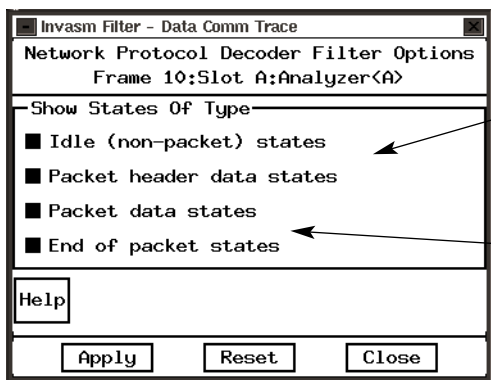 Invasm Filter - Data Comm Trace
Network Protocol Decoder Filter Options
Frame 10:Slot A:Analyzer<A>
Show States Of Type
Idle (non-packet) states
Packet header data states
Packet data states
End of packet states
Help
Apply Reset Close